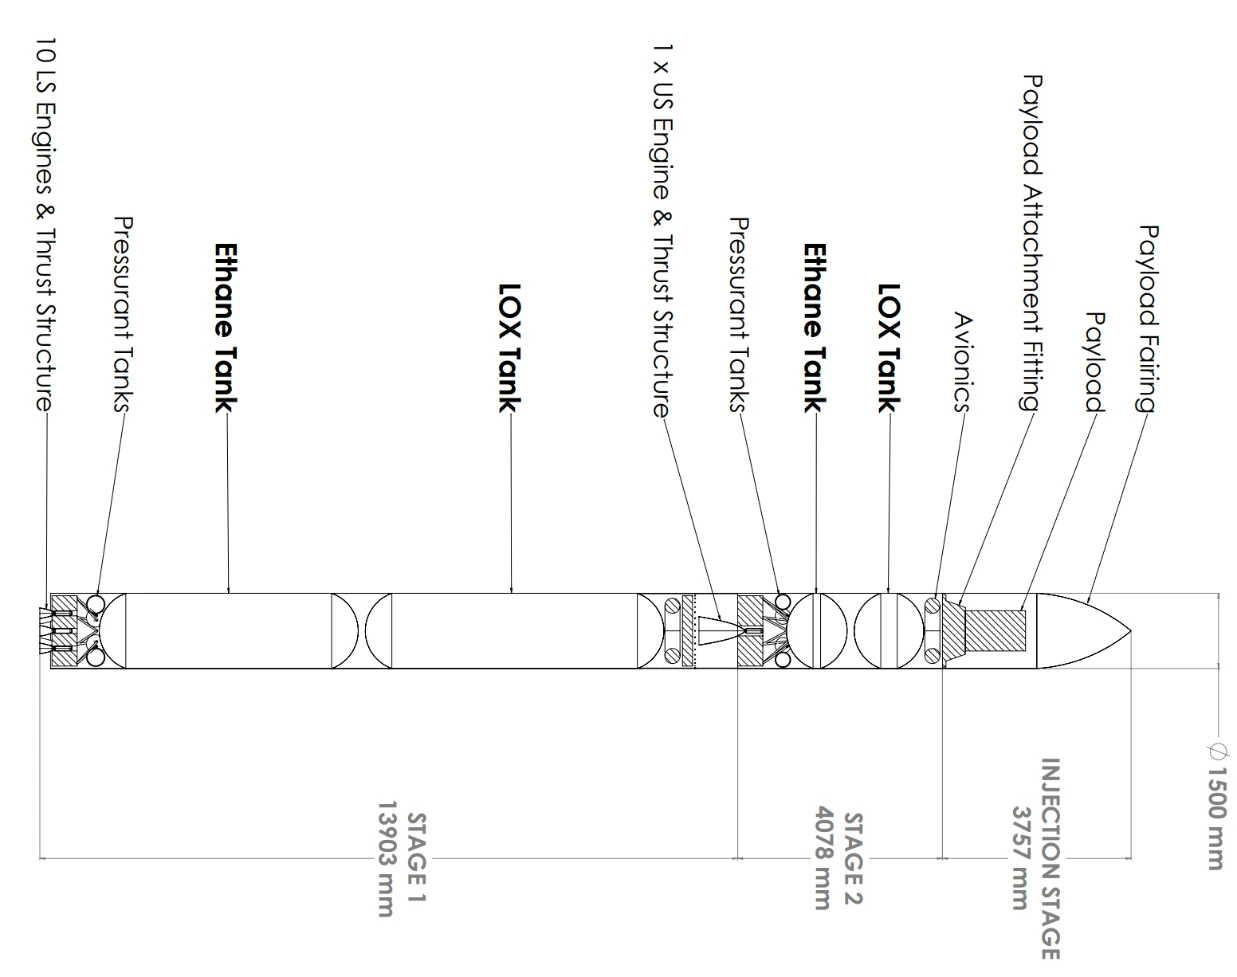 Payload Fairing
Payload
Payload Attachment Fitting
Avionics
LOX Tank
Ethane Tank
Pressurant Tanks
1 x US Engine & Thrust Structure
LOX Tank
Ethane Tank
Pressurant Tanks
10 LS Engines & Thrust Structure
∅ 1500 mm
INJECTION STAGE
3757 mm
STAGE 2
4078 mm
STAGE 1
13903 mm